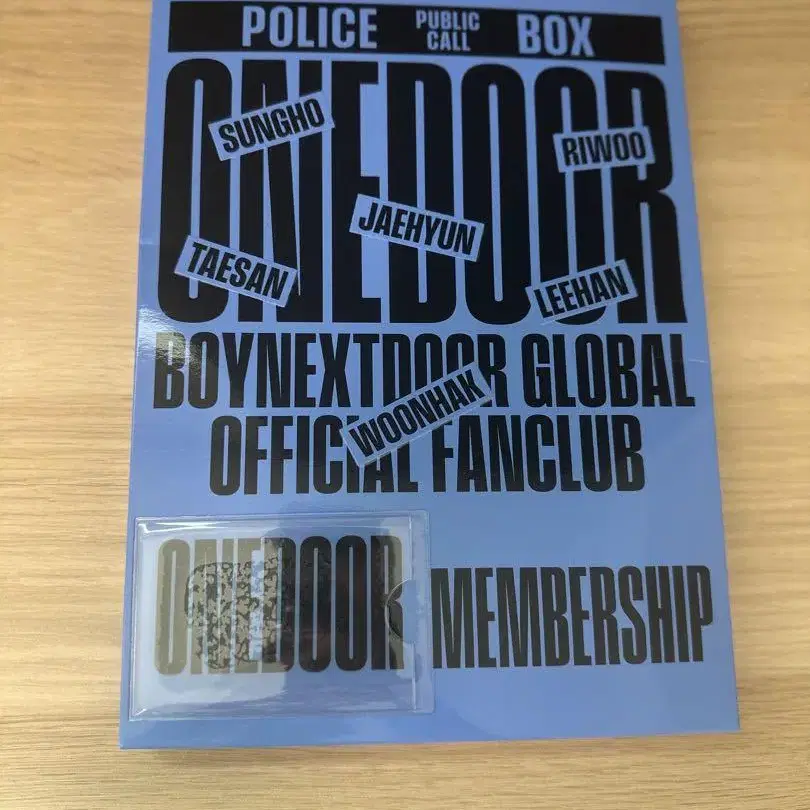 POLICE PUBLIC CALL BOX
ONEDOOR
SUNGHO
RIWOO
JAEHYUN
TAESAN
LEEHAN
BOYNEXTDOOR GLOBAL
WOONHAK
OFFICIAL FANCLUB
ONEDOOR MEMBERSHIP